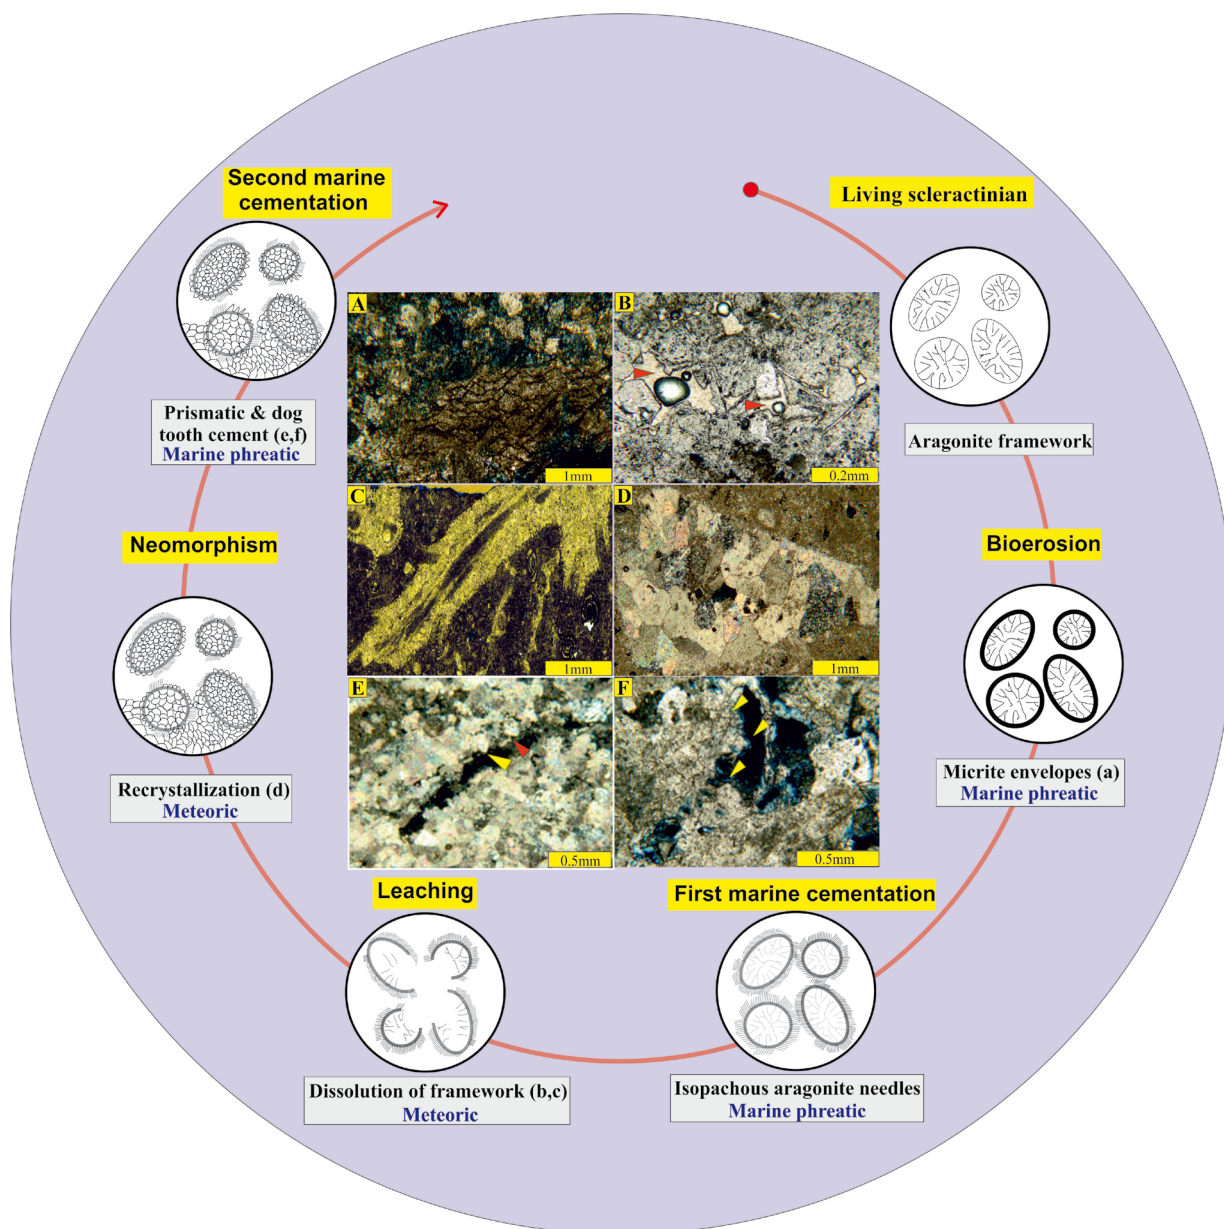 Living scleractinian
Aragonite framework
Bioerosion
Micrite envelopes (a)
Marine phreatic
First marine cementation
Isopachous aragonite needles
Marine phreatic
Leaching
Dissolution of framework (b,c)
Meteoric
Neomorphism
Recrystallization (d)
Meteoric
Second marine
cementation
Prismatic & dog
tooth cement (e,f)
Marine phreatic
A
1mm
B
0.2mm
C
1mm
D
1mm
E
0.5mm
F
0.5mm